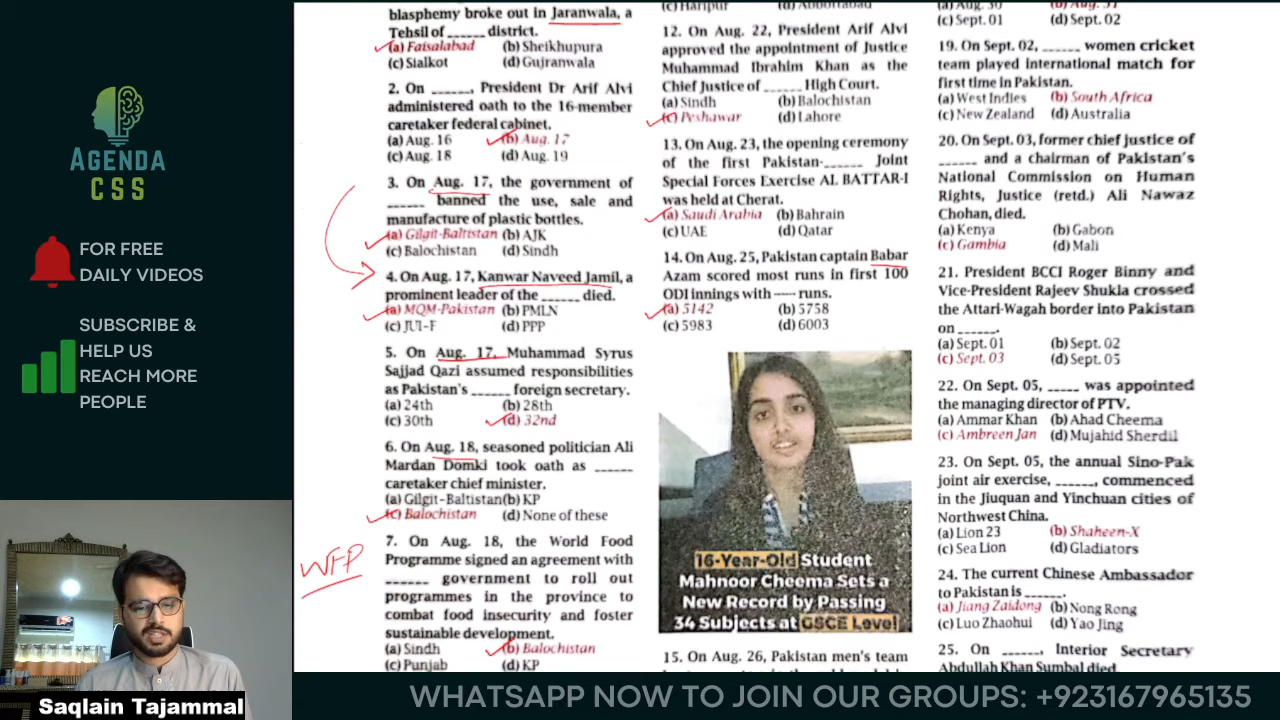 AGENDA
CSS
FOR FREE
DAILY VIDEOS
SUBSCRIBE &
HELP US
REACH MORE
PEOPLE
Saqlain Tajammal
blasphemy broke out in Jaranwala, a
Tehsil of ______ district.
(a) Faisalabad (b) Sheikhupura
(c) Sialkot (d) Gujranwala
2. On ______, President Dr Arif Alvi
administered oath to the 16-member
caretaker federal cabinet.
(a) Aug. 16 (b) Aug. 17
(c) Aug. 18 (d) Aug. 19
3. On Aug. 17, the government of
______ banned the use, sale and
manufacture of plastic bottles.
(a) Gilgit-Baltistan (b) AJK
(c) Balochistan (d) Sindh
4. On Aug. 17, Kanwar Naveed Jamil, a
prominent leader of the ______ died.
(a) MQM-Pakistan (b) PMLN
(c) JUI-F (d) PPP
5. On Aug. 17, Muhammad Syrus
Sajjad Qazi assumed responsibilities
as Pakistan's ______ foreign secretary.
(a) 24th (b) 28th
(c) 30th (d) 32nd
6. On Aug. 18, seasoned politician Ali
Mardan Domki took oath as ______
caretaker chief minister.
(a) Gilgit-Baltistan (b) KP
(c) Balochistan (d) None of these
WFP
7. On Aug. 18, the World Food
Programme signed an agreement with
______ government to roll out
programmes in the province to
combat food insecurity and foster
sustainable development.
(a) Sindh (b) Balochistan
(c) Punjab (d) KP
(c) Haripur (d) Abbottabad
12. On Aug. 22, President Arif Alvi
approved the appointment of Justice
Muhammad Ibrahim Khan as the
Chief Justice of ______ High Court.
(a) Sindh (b) Balochistan
(c) Peshawar (d) Lahore
13. On Aug. 23, the opening ceremony
of the first Pakistan-______ Joint
Special Forces Exercise AL BATTAR-I
was held at Cherat.
(a) Saudi Arabia (b) Bahrain
(c) UAE (d) Qatar
14. On Aug. 25, Pakistan captain Babar
Azam scored most runs in first 100
ODI innings with ---- runs.
(a) 5142 (b) 5758
(c) 5983 (d) 6003
16-Year-Old Student
Mahnoor Cheema Sets a
New Record by Passing
34 Subjects at GSCE Level
15. On Aug. 26, Pakistan men's team
(a) Aug. 30 (b) Aug. 31
(c) Sept. 01 (d) Sept. 02
19. On Sept. 02, ______ women cricket
team played international match for
first time in Pakistan.
(a) West Indies (b) South Africa
(c) New Zealand (d) Australia
20. On Sept. 03, former chief justice of
______ and a chairman of Pakistan's
National Commission on Human
Rights, Justice (retd.) Ali Nawaz
Chohan, died.
(a) Kenya (b) Gabon
(c) Gambia (d) Mali
21. President BCCI Roger Binny and
Vice-President Rajeev Shukla crossed
the Attari-Wagah border into Pakistan
on ______.
(a) Sept. 01 (b) Sept. 02
(c) Sept. 03 (d) Sept. 05
22. On Sept. 05, _____ was appointed
the managing director of PTV.
(a) Ammar Khan (b) Ahad Cheema
(c) Ambreen Jan (d) Mujahid Sherdil
23. On Sept. 05, the annual Sino-Pak
joint air exercise, ______, commenced
in the Jiuquan and Yinchuan cities of
Northwest China.
(a) Lion 23 (b) Shaheen-X
(c) Sea Lion (d) Gladiators
24. The current Chinese Ambassador
to Pakistan is ______.
(a) Jiang Zaidong (b) Nong Rong
(c) Luo Zhaohui (d) Yao Jing
25. On ______, Interior Secretary
Abdullah Khan Sumbal died
WHATSAPP NOW TO JOIN OUR GROUPS: +923167965135